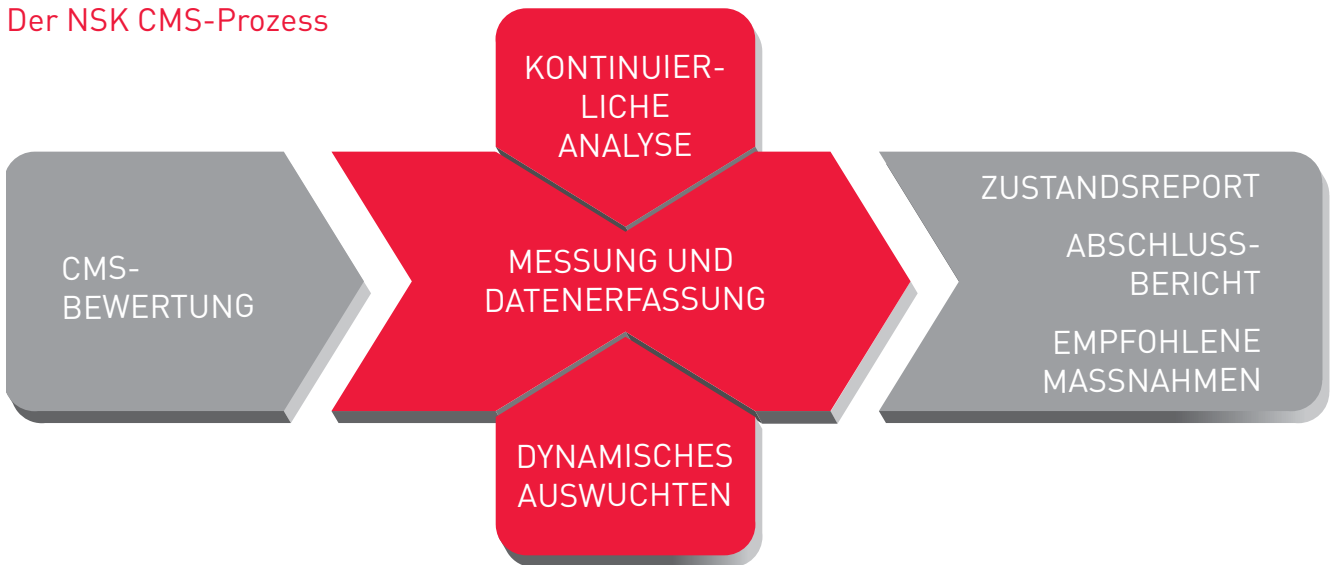 Der NSK CMS-Prozess
KONTINUIER-
LICHE
ANALYSE
CMS-
BEWERTUNG
MESSUNG UND
DATENERFASSUNG
DYNAMISCHES
AUSWUCHTEN
ZUSTANDSREPORT
ABSCHLUSS-
BERICHT
EMPFOHLENE
MASSNAHMEN